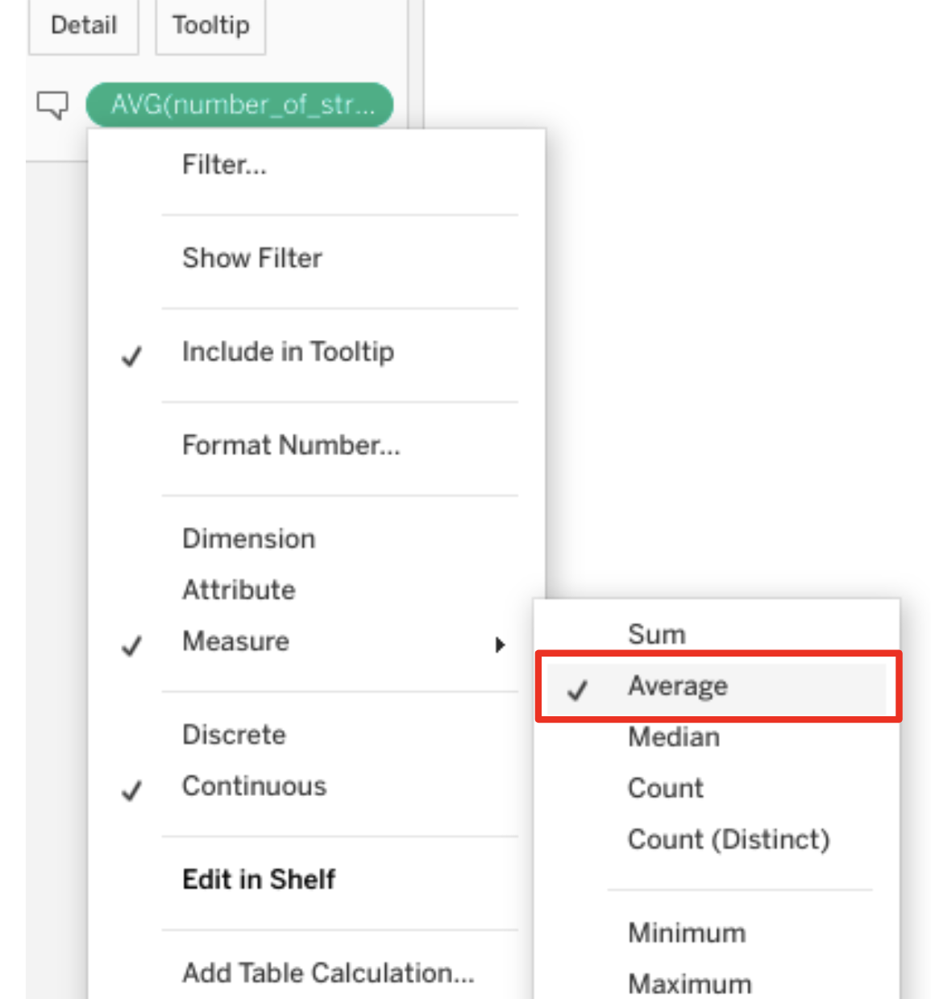 Detail Tooltip
AVG(number_of_str...
Filter...
Show Filter
Include in Tooltip
Format Number...
Dimension
Attribute
Measure
Discrete
Continuous
Edit in Shelf
Add Table Calculation...
Sum
Average
Median
Count
Count (Distinct)
Minimum
Maximum